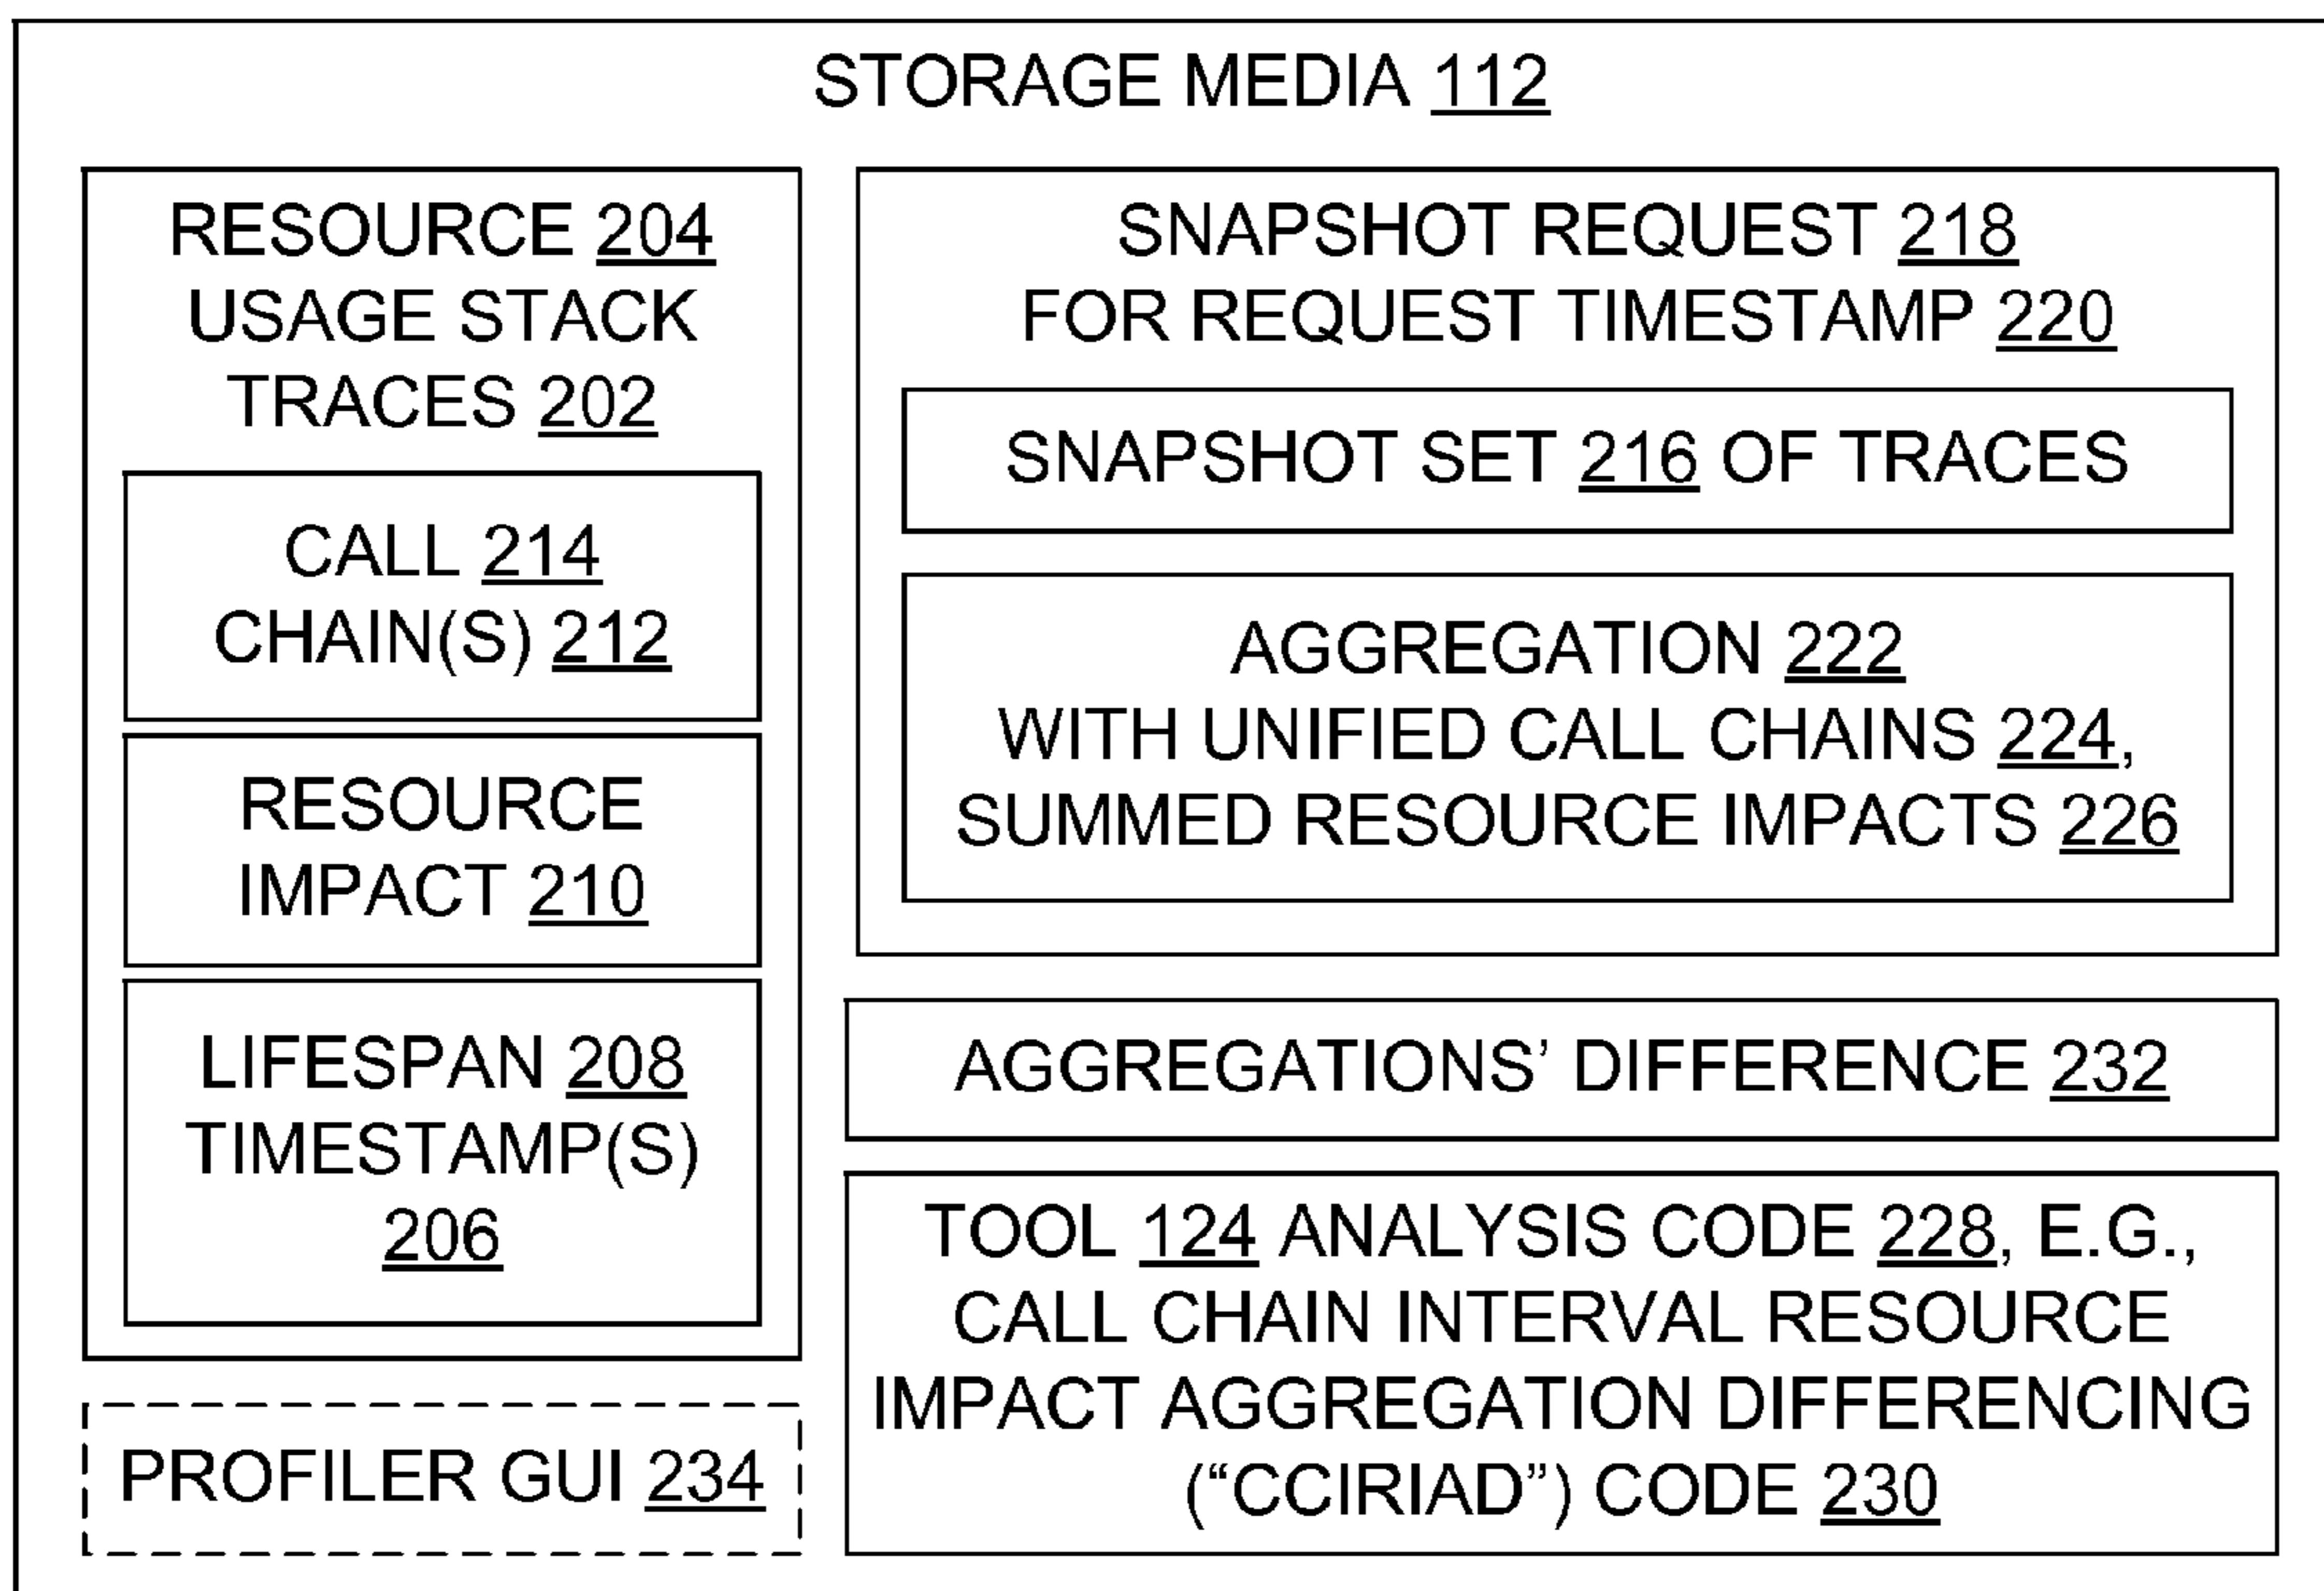 STORAGE MEDIA 112
RESOURCE 204
USAGE STACK
TRACES 202
CALL 214
CHAIN(S) 212
RESOURCE
IMPACT 210
LIFESPAN 208
TIMESTAMP(S)
206
PROFILER GUI 234
SNAPSHOT REQUEST 218
FOR REQUEST TIMESTAMP 220
SNAPSHOT SET 216 OF TRACES
AGGREGATION 222
WITH UNIFIED CALL CHAINS 224,
SUMMED RESOURCE IMPACTS 226
AGGREGATIONS’ DIFFERENCE 232
TOOL 124 ANALYSIS CODE 228, E.G.,
CALL CHAIN INTERVAL RESOURCE
IMPACT AGGREGATION DIFFERENCING
(“CCIRIAD”) CODE 230